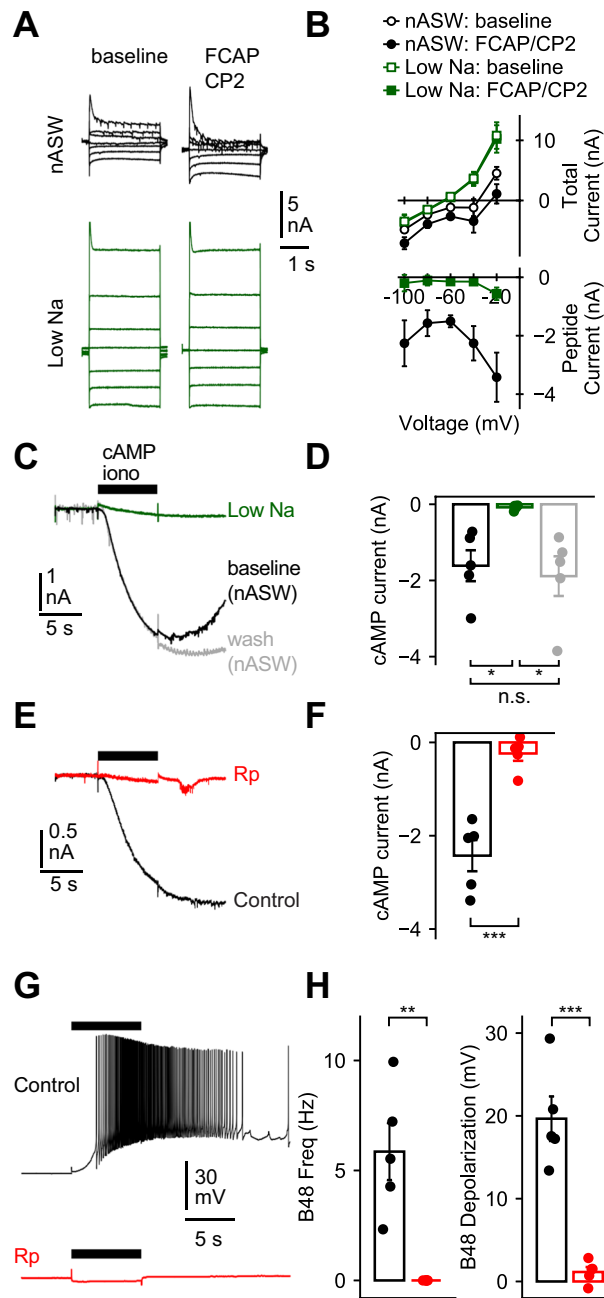 A
baseline
FCAP
CP2
nASW
Low Na
5
nA
1 s
B
nASW: baseline
nASW: FCAP/CP2
Low Na: baseline
Low Na: FCAP/CP2
10
0
Total
Current (nA)
0
-100
-60
-20
−2
−4
Peptide
Current (nA)
Voltage (mV)
C
cAMP
iono
Low Na
baseline
(nASW)
wash
(nASW)
1
nA
5 s
D
cAMP current (nA)
0
−2
−4
*
*
n.s.
E
Rp
Control
0.5
nA
5 s
F
cAMP current (nA)
0
−2
−4
***
G
Control
30
mV
5 s
Rp
H
B48 Freq (Hz)
10
5
0
**
B48 Depolarization (mV)
30
20
10
0
***